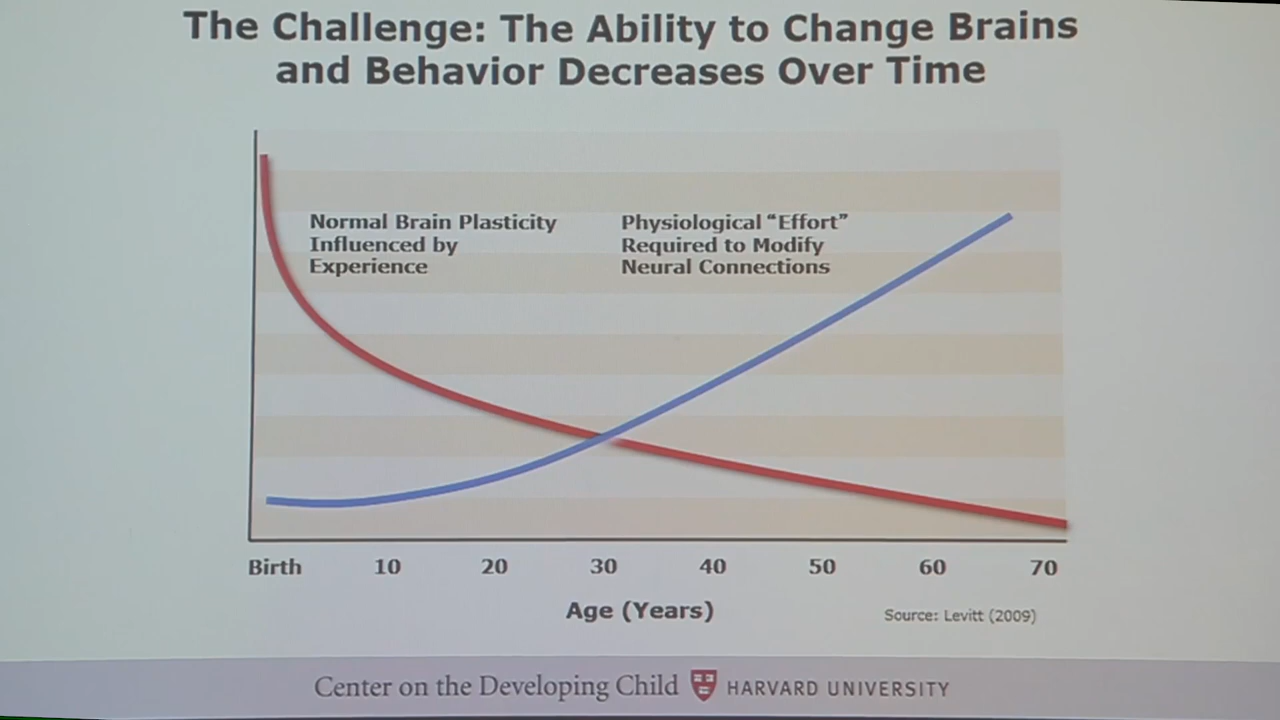 The Challenge: The Ability to Change Brains
and Behavior Decreases Over Time
Normal Brain Plasticity
Influenced by
Experience
Physiological “Effort”
Required to Modify
Neural Connections
Birth 10 20 30 40 50 60 70
Age (Years)
Source: Levitt (2009)
Center on the Developing Child HARVARD UNIVERSITY